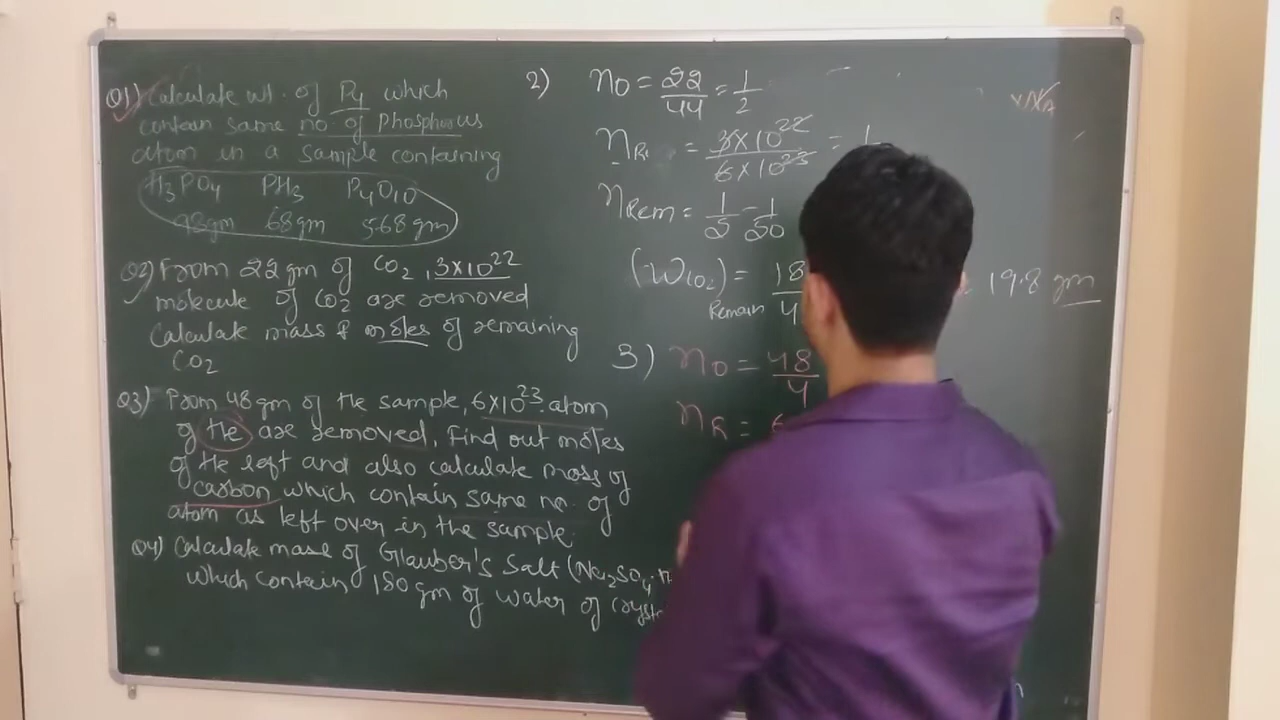 Q1) Calculate wt. of P4 which
contain same no of Phosphorus
atom in a sample containing
H3PO4 PH3 P4O10
98gm 68gm 568gm
Q2) From 22 gm of CO2, 3×10^22
molecule of CO2 are removed
Calculate mass & moles of remaining
CO2
Q3) From 48 gm of He sample, 6×10^23 atom
of He are removed, Find out moles
of He left and also calculate mass of
carbon which contain same no. of
atom as left over in the sample.
Q4) Calculate mass of Glauber's Salt (Na2SO4.
which contain 180 gm of water of
2) no = 22/44 = 1/2
nR = 3×10^22/6×10^23 = 1
nRem = 1/2 - 1/20
(WCO2) Remain = 19.8 gm
3) no = 48/4
nR =